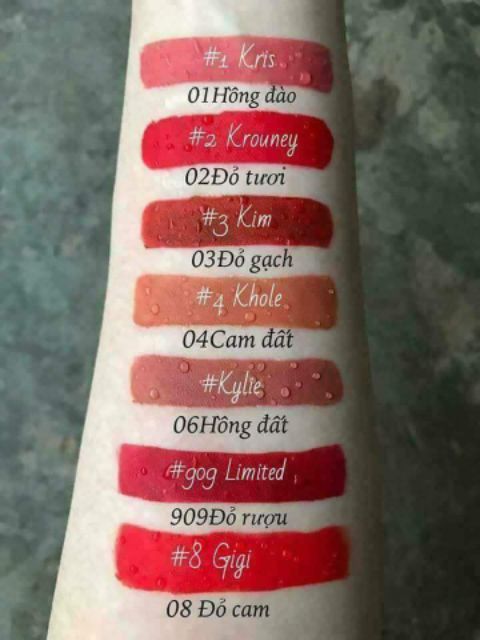 #1 Kris
01Hồng đào
#2 Krouney
02Đỏ tươi
#3 Kim
03Đỏ gạch
#4 Khole
04Cam đất
#Kylie
06Hồng đất
#909 Limited
909Đỏ rượu
#8 Gigi
08 Đỏ cam